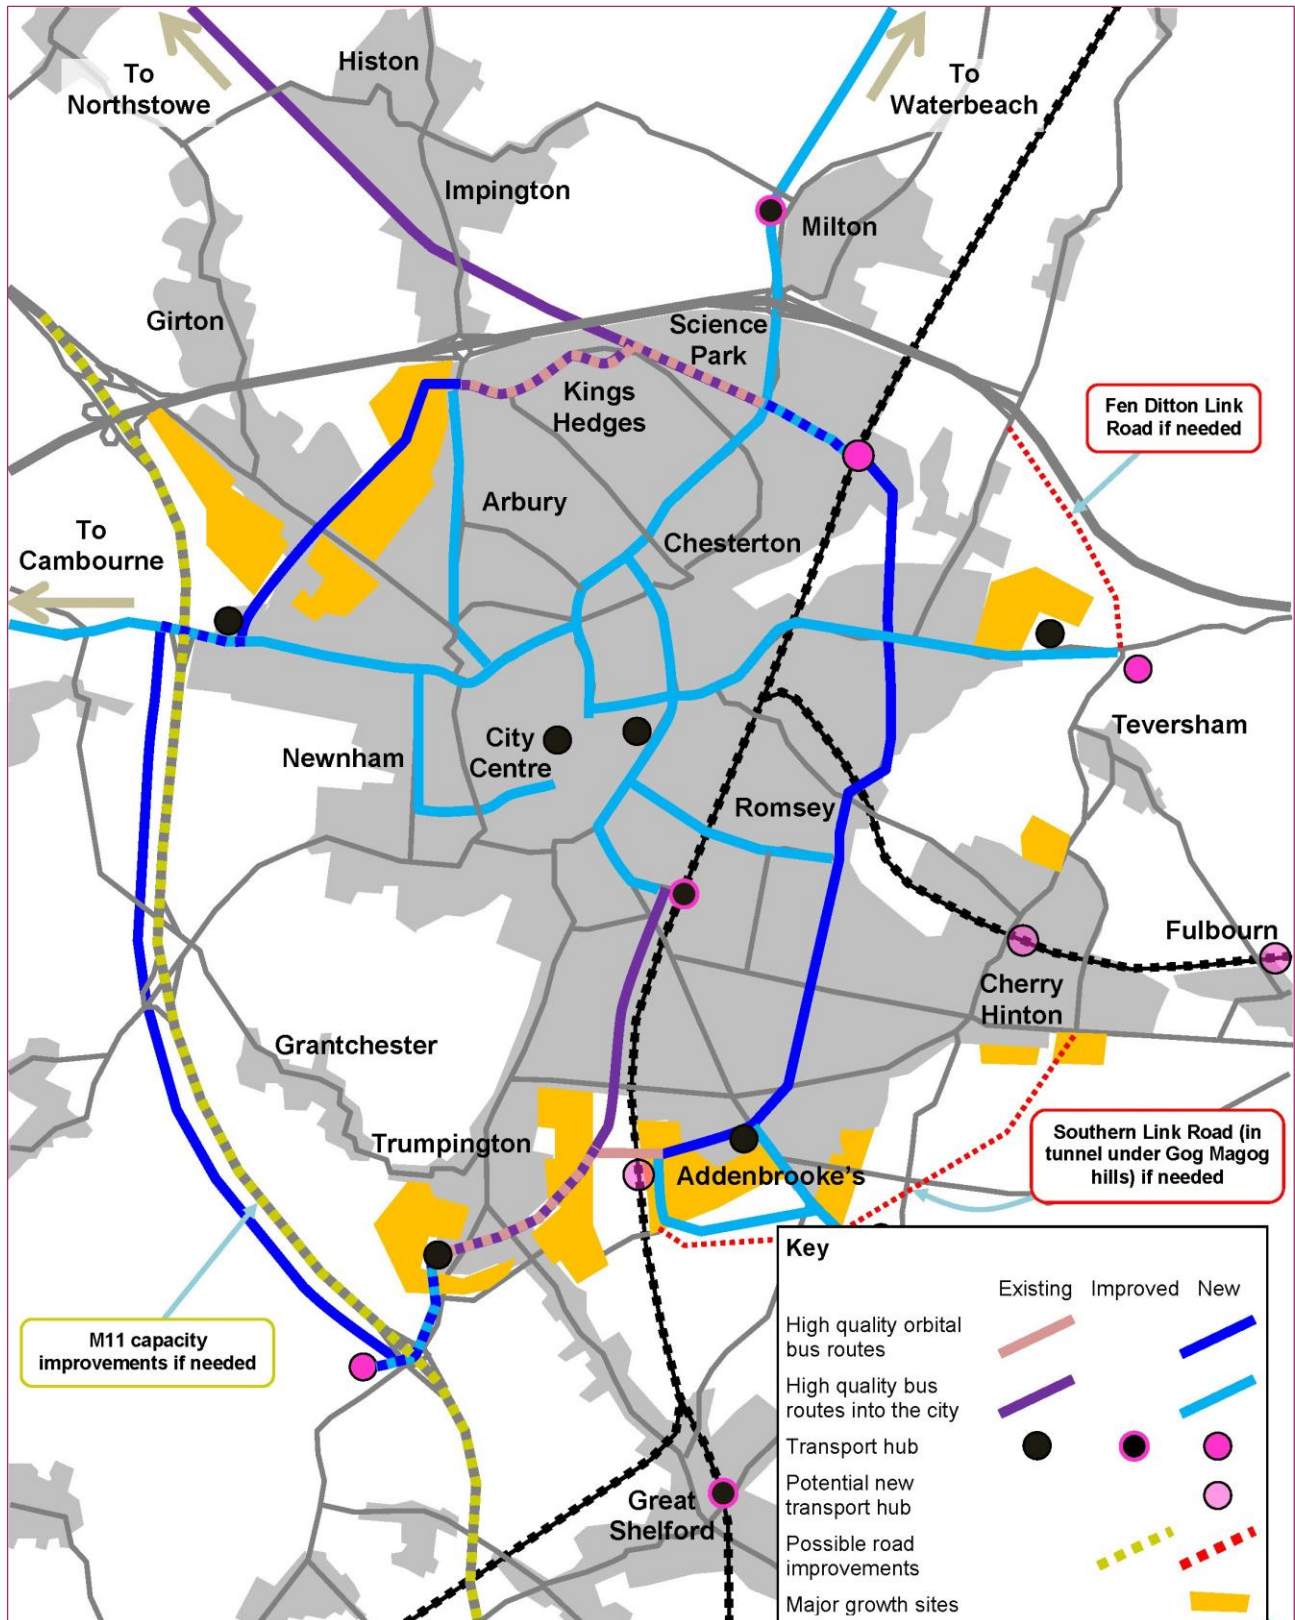 Histon
To
Northstowe
To
Waterbeach
Impington
Milton
Girton
Science
Park
Kings
Hedges
Fen Ditton Link
Road if needed
Arbury
To
Cambourne
Chesterton
Teversham
Newnham
City
Centre
Romsey
Fulbourn
Cherry
Hinton
Grantchester
Trumpington
Addenbrooke's
Southern Link Road (in
tunnel under Gog Magog
hills) if needed
M11 capacity
improvements if needed
Great
Shelford
Key
Existing Improved New
High quality orbital
bus routes
High quality bus
routes into the city
Transport hub
Potential new
transport hub
Possible road
improvements
Major growth sites